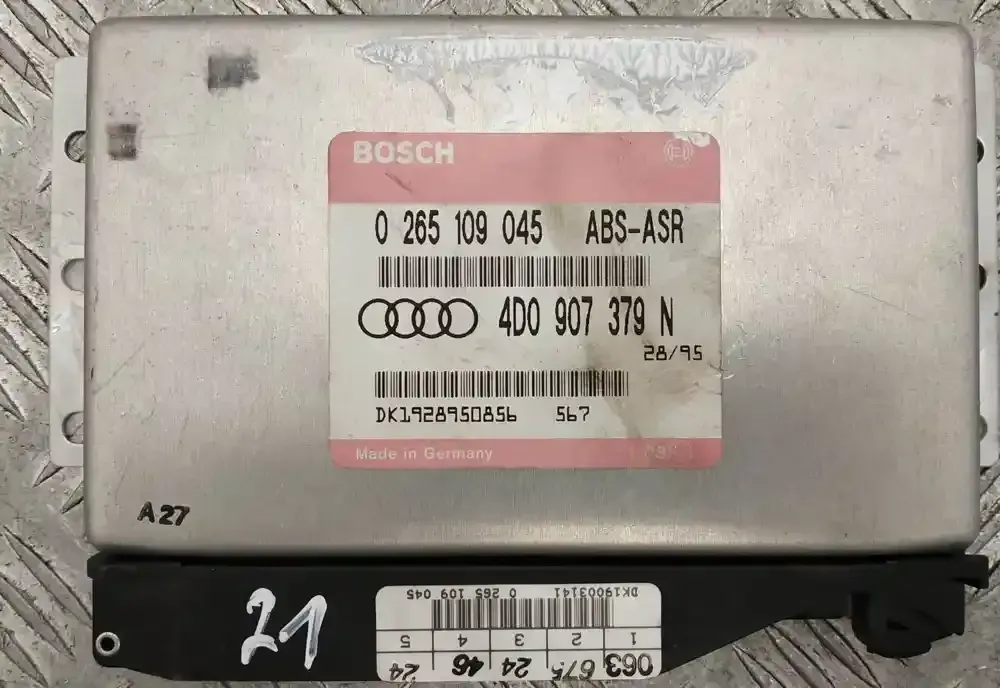 BOSCH
0 265 109 045 ABS-ASR
4D0 907 379 N
28/95
DK1928950856 567
Made in Germany
A27
21
DK19003141 0 265 109 045
1 2 3 4 5
063 675 24 46 24